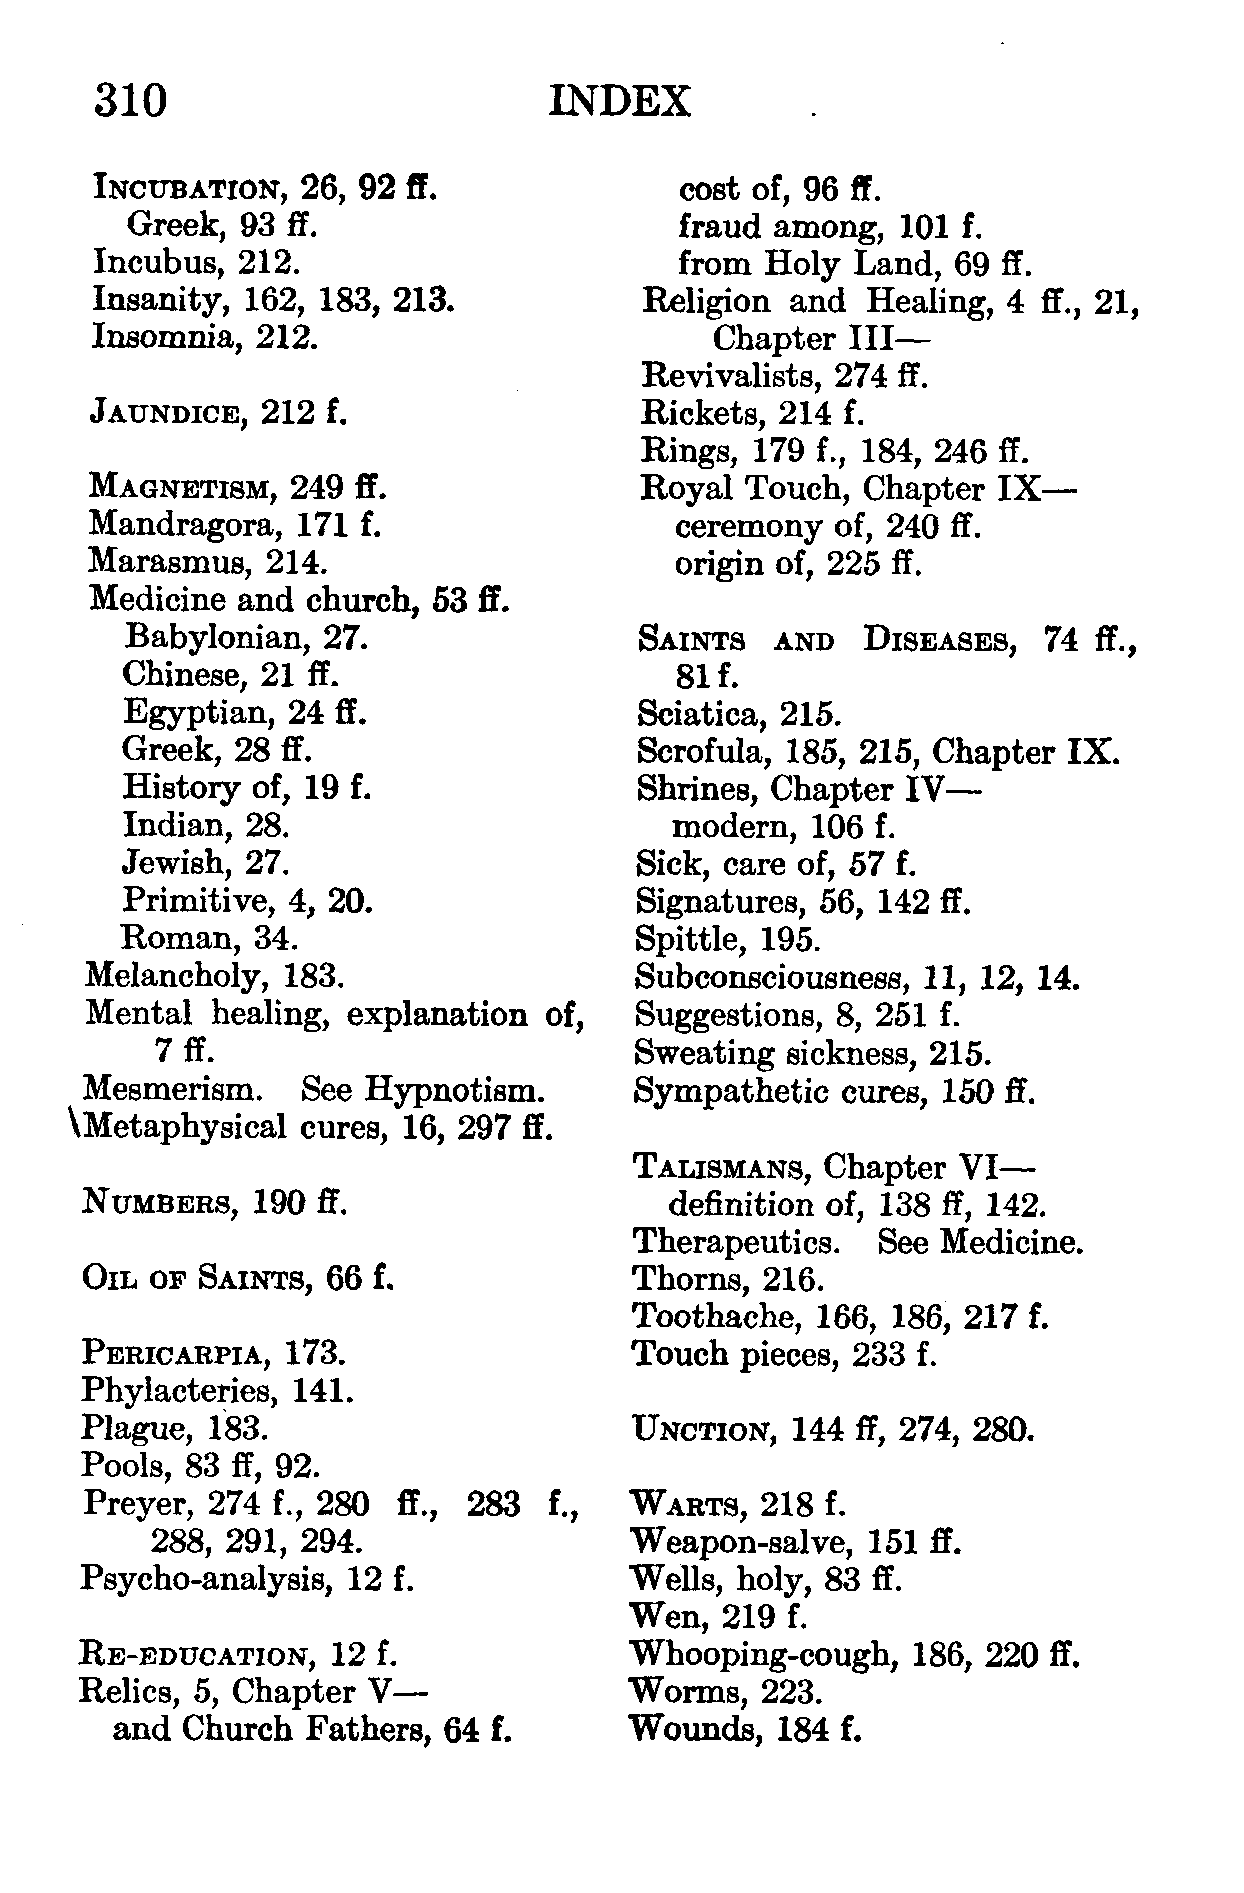 310 INDEX
INCUBATION, 26, 92 ff.
Greek, 93 ff.
Incubus, 212.
Insanity, 162, 183, 213.
Insomnia, 212.
JAUNDICE, 212 f.
MAGNETISM, 249 ff.
Mandragora, 171 f.
Marasmus, 214.
Medicine and church, 53 ff.
Babylonian, 27.
Chinese, 21 ff.
Egyptian, 24 ff.
Greek, 28 ff.
History of, 19 f.
Indian, 28.
Jewish, 27.
Primitive, 4, 20.
Roman, 34.
Melancholy, 183.
Mental healing, explanation of,
7 ff.
Mesmerism. See Hypnotism.
\Metaphysical cures, 16, 297 ff.
NUMBERS, 190 ff.
OIL OF SAINTS, 66 f.
PERICARPIA, 173.
Phylacteries, 141.
Plague, 183.
Pools, 83 ff, 92.
Preyer, 274 f., 280 ff., 283 f.,
288, 291, 294.
Psycho-analysis, 12 f.
RE-EDUCATION, 12 f.
Relics, 5, Chapter V—
and Church Fathers, 64 f.
cost of, 96 ff.
fraud among, 101 f.
from Holy Land, 69 ff.
Religion and Healing, 4 ff., 21,
Chapter III—
Revivalists, 274 ff.
Rickets, 214 f.
Rings, 179 f., 184, 246 ff.
Royal Touch, Chapter IX—
ceremony of, 240 ff.
origin of, 225 ff.
SAINTS AND DISEASES, 74 ff.,
81 f.
Sciatica, 215.
Scrofula, 185, 215, Chapter IX.
Shrines, Chapter IV—
modern, 106 f.
Sick, care of, 57 f.
Signatures, 56, 142 ff.
Spittle, 195.
Subconsciousness, 11, 12, 14.
Suggestions, 8, 251 f.
Sweating sickness, 215.
Sympathetic cures, 150 ff.
TALISMANS, Chapter VI—
definition of, 138 ff, 142.
Therapeutics. See Medicine.
Thorns, 216.
Toothache, 166, 186, 217 f.
Touch pieces, 233 f.
UNCTION, 144 ff, 274, 280.
WARTS, 218 f.
Weapon-salve, 151 ff.
Wells, holy, 83 ff.
Wen, 219 f.
Whooping-cough, 186, 220 ff.
Worms, 223.
Wounds, 184 f.